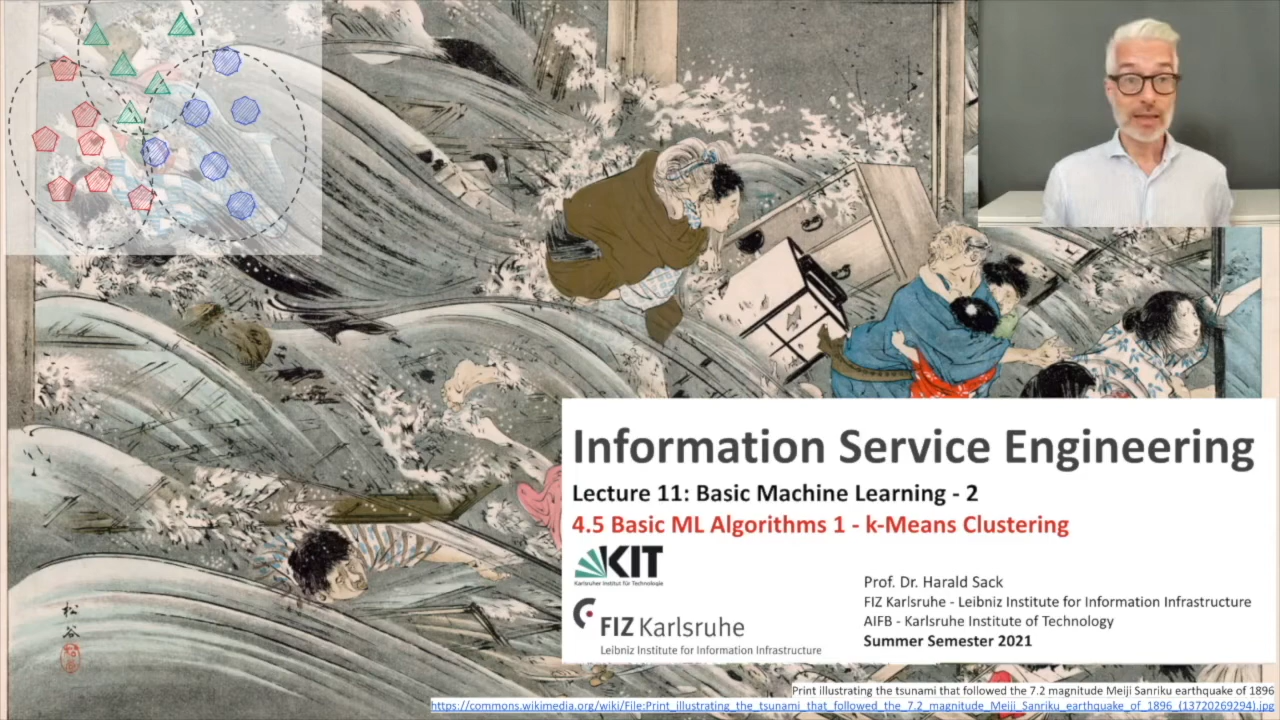 Information Service Engineering
Lecture 11: Basic Machine Learning - 2
4.5 Basic ML Algorithms 1 - k-Means Clustering
KIT
Karlsruher Institut für Technologie
FIZ Karlsruhe
Leibniz Institute for Information Infrastructure
Prof. Dr. Harald Sack
FIZ Karlsruhe - Leibniz Institute for Information Infrastructure
AIFB - Karlsruhe Institute of Technology
Summer Semester 2021
松谷
Print illustrating the tsunami that followed the 7.2 magnitude Meiji Sanriku earthquake of 1896
https://commons.wikimedia.org/wiki/File:Print_illustrating_the_tsunami_that_followed_the_7.2_magnitude_Meiji_Sanriku_earthquake_of_1896_(13720269294).jpg